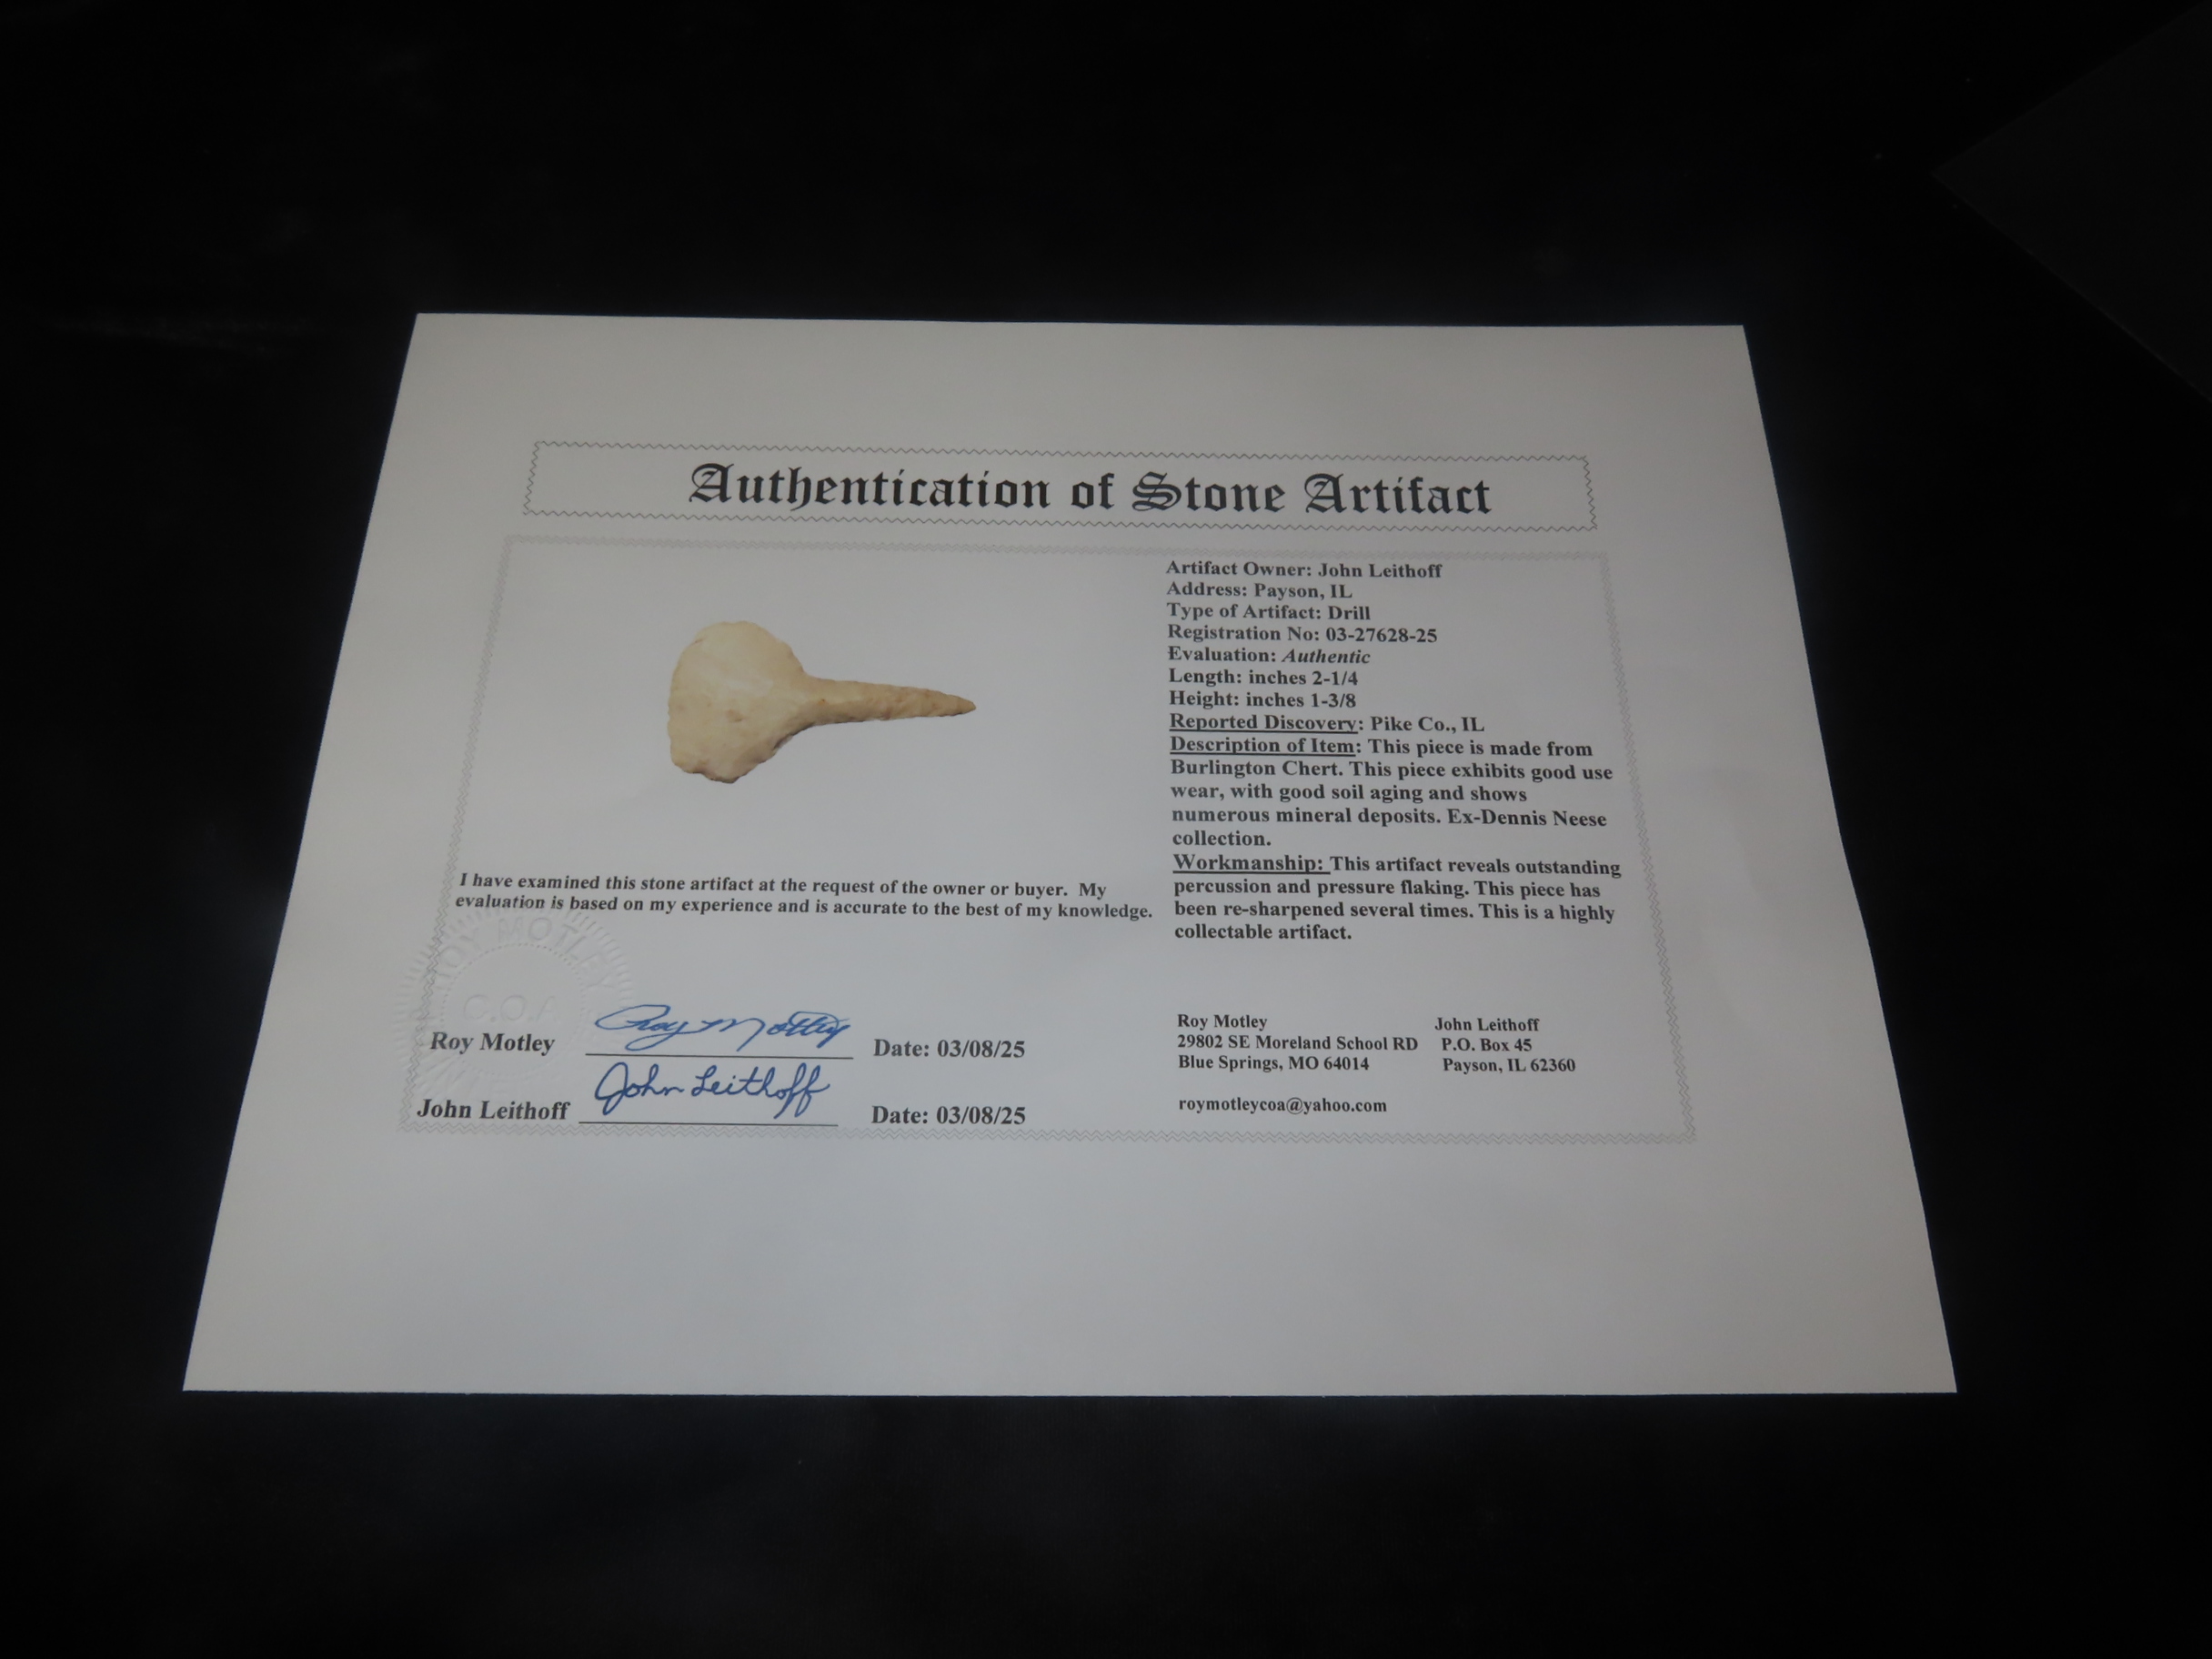 Authentication of Stone Artifact
Artifact Owner: John Leithoff
Address: Payson, IL
Type of Artifact: Drill
Registration No: 03-27628-25
Evaluation: Authentic
Length: inches 2-1/4
Height: inches 1-3/8
Reported Discovery: Pike Co., IL
Description of Item: This piece is made from
Burlington Chert. This piece exhibits good use
wear, with good soil aging and shows
numerous mineral deposits. Ex-Dennis Neese
collection.
Workmanship: This artifact reveals outstanding
percussion and pressure flaking. This piece has
been re-sharpened several times. This is a highly
collectable artifact.
I have examined this stone artifact at the request of the owner or buyer. My
evaluation is based on my experience and is accurate to the best of my knowledge.
ROY MOTLEY
C.O.A
Roy Motley Roy Motley Date: 03/08/25
John Leithoff John Leithoff Date: 03/08/25
Roy Motley
29802 SE Moreland School RD
Blue Springs, MO 64014
roymotleycoa@yahoo.com
John Leithoff
P.O. Box 45
Payson, IL 62360